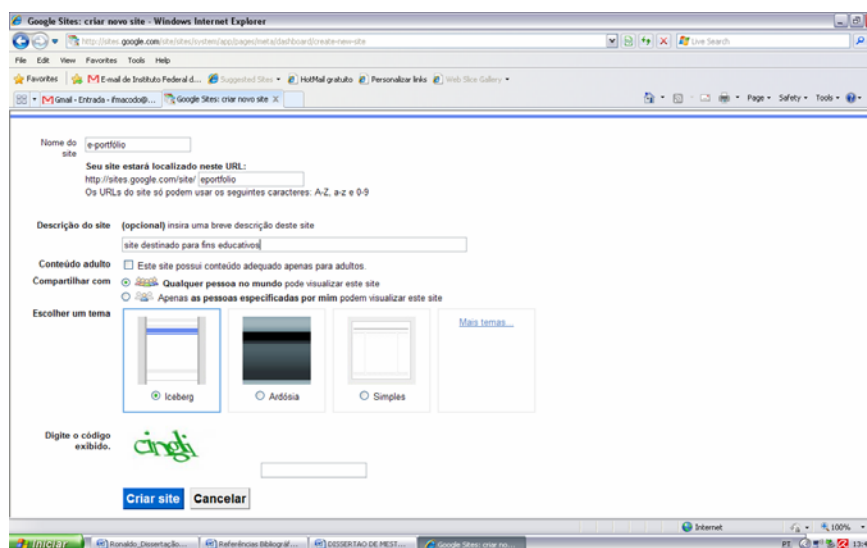 Google Sites: criar novo site - Windows Internet Explorer
http://sites.google.com/site/sites/system/app/pages/meta/dashboard/create-new-site
Live Search
File Edit View Favorites Tools Help
Favorites E-mail de Instituto Federal d... Suggested Sites HotMail gratuito Personalizar links Web Slice Gallery
Gmail - Entrada - Google Sites: criar novo site X
Page Safety Tools
Nome do site
e-portfólio
Seu site estará localizado neste URL:
http://sites.google.com/site/ eportfolio
Os URLs do site só podem usar os seguintes caracteres: A-Z, a-z e 0-9
Descrição do site (opcional) insira uma breve descrição deste site
site destinado para fins educativos
Conteúdo adulto Este site possui conteúdo adequado apenas para adultos.
Compartilhar com Qualquer pessoa no mundo pode visualizar este site
Apenas as pessoas especificadas por mim podem visualizar este site
Escolher um tema
Mais temas...
Iceberg Ardósia Simples
Digite o código exibido.
Criar site Cancelar
Internet 100%
Iniciar Ronaldo_Dissertação... Referências Bibliográf... DISSERTAO DE MEST... Google Sites: criar no... PT